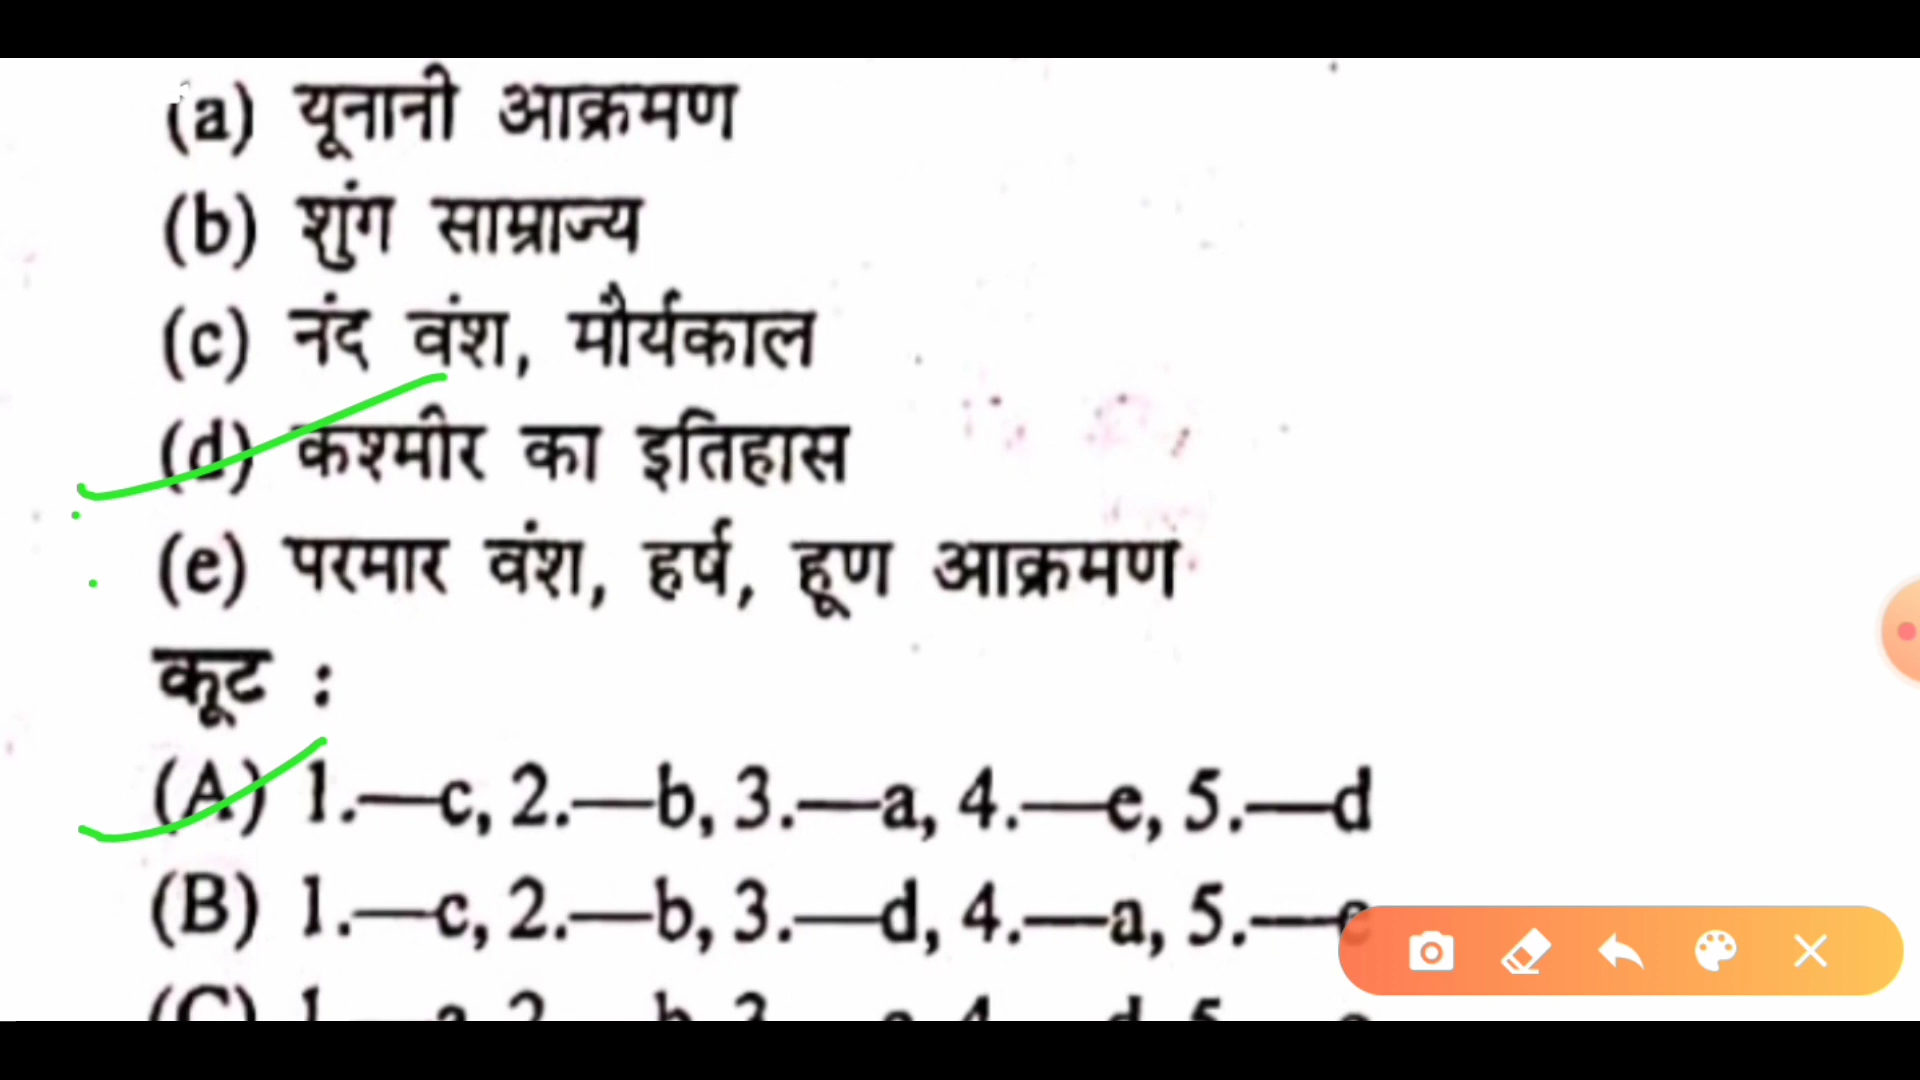 (a) यूनानी आक्रमण
(b) शुंग साम्राज्य
(c) नंद वंश, मौर्यकाल
(d) कश्मीर का इतिहास
(e) परमार वंश, हर्ष, हूण आक्रमण
कूट :
(A) 1.—c, 2.—b, 3.—a, 4.—e, 5.—d
(B) 1.—c, 2.—b, 3.—d, 4.—a, 5.—e